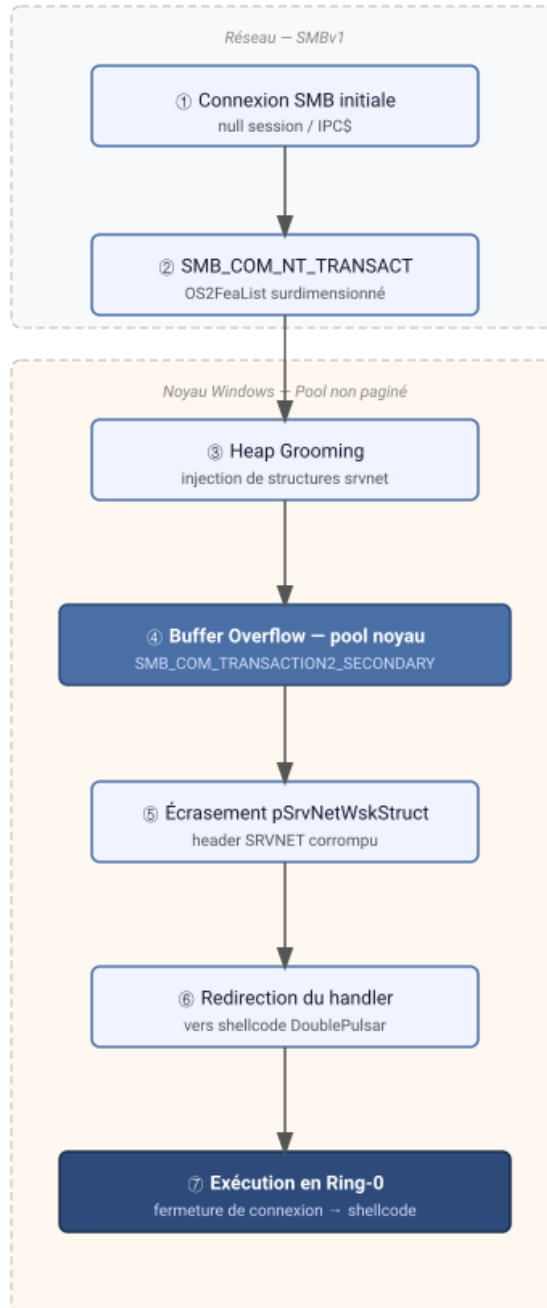 Réseau — SMBv1
① Connexion SMB initiale
null session / IPC$
② SMB_COM_NT_TRANSACT
OS2FeaList surdimensionné
Noyau Windows — Pool non paginé
③ Heap Grooming
injection de structures srvnet
④ Buffer Overflow — pool noyau
SMB_COM_TRANSACTION2_SECONDARY
⑤ Écrasement pSrvNetWskStruct
header SRVNET corrompu
⑥ Redirection du handler
vers shellcode DoublePulsar
⑦ Exécution en Ring-0
fermeture de connexion → shellcode